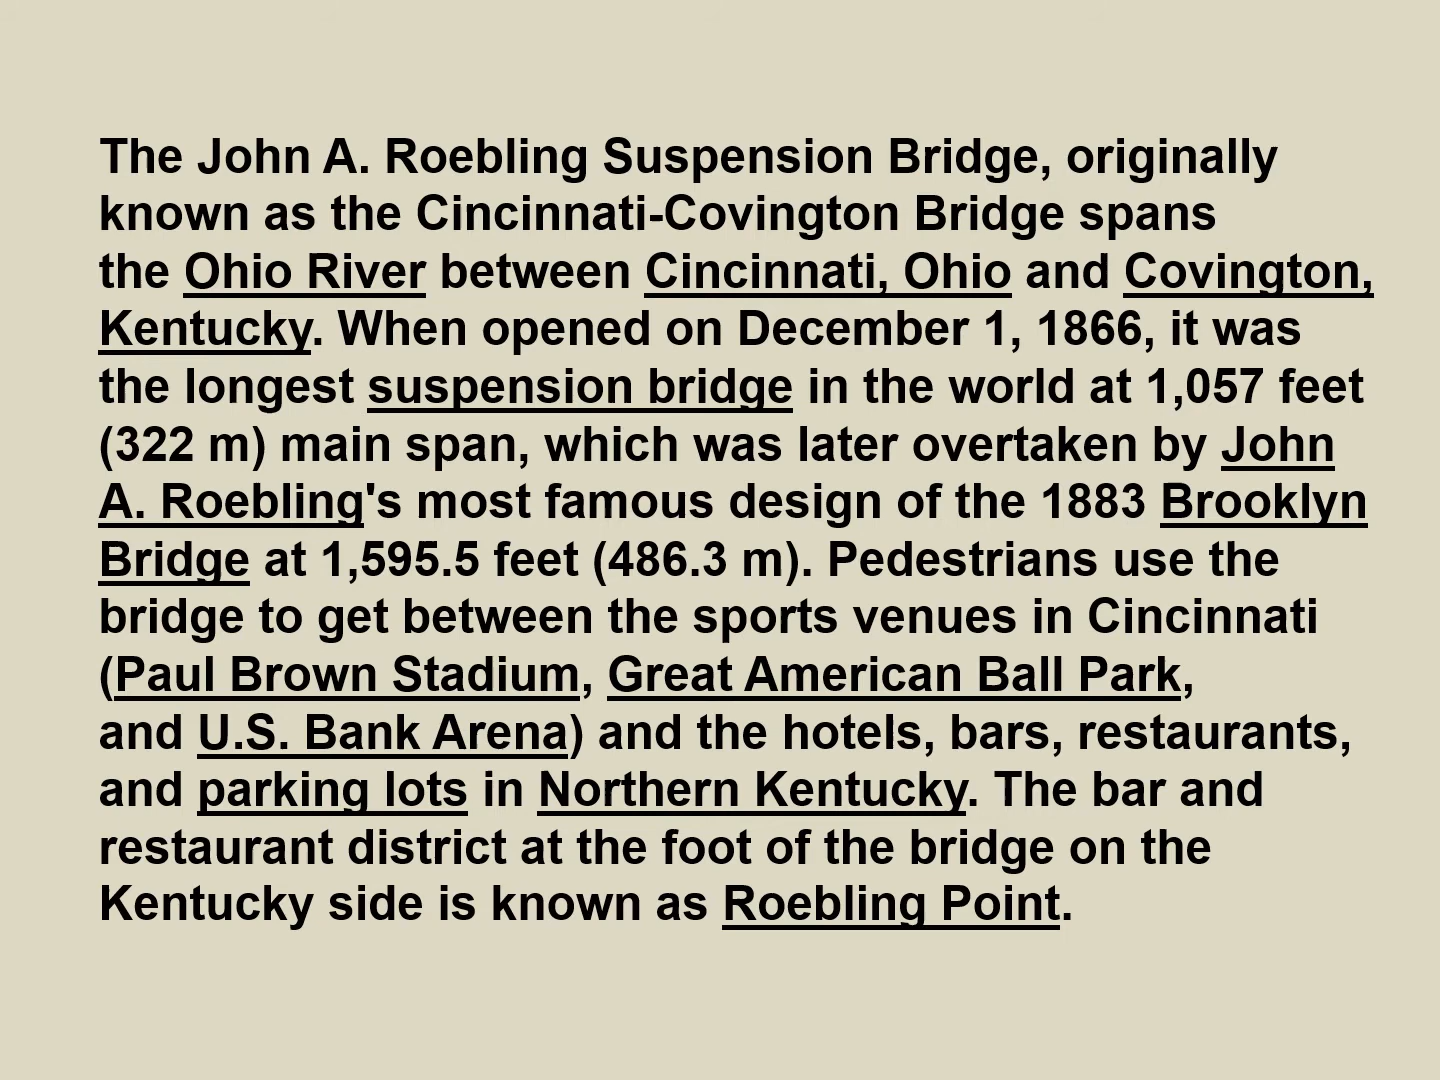 The John A. Roebling Suspension Bridge, originally
known as the Cincinnati-Covington Bridge spans
the Ohio River between Cincinnati, Ohio and Covington,
Kentucky. When opened on December 1, 1866, it was
the longest suspension bridge in the world at 1,057 feet
(322 m) main span, which was later overtaken by John
A. Roebling's most famous design of the 1883 Brooklyn
Bridge at 1,595.5 feet (486.3 m). Pedestrians use the
bridge to get between the sports venues in Cincinnati
(Paul Brown Stadium, Great American Ball Park,
and U.S. Bank Arena) and the hotels, bars, restaurants,
and parking lots in Northern Kentucky. The bar and
restaurant district at the foot of the bridge on the
Kentucky side is known as Roebling Point.